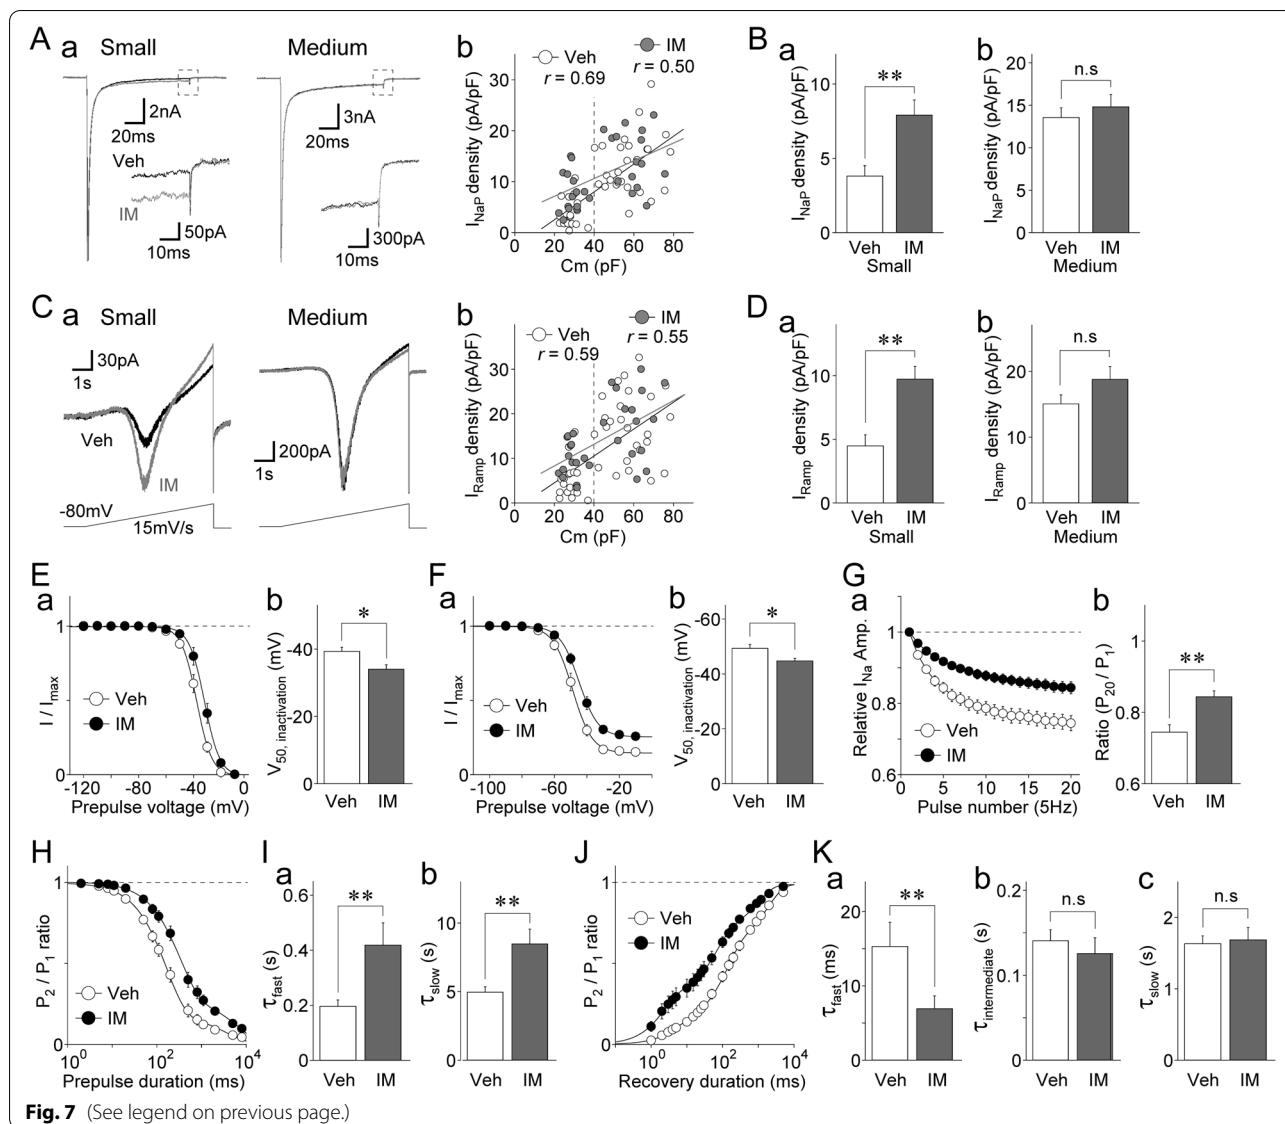 A
a
Small
Medium
2nA
20ms
3nA
20ms
Veh
IM
50pA
10ms
300pA
10ms
b
Veh
IM
r = 0.69
r = 0.50
INaP density (pA/pF)
30
20
10
0
0 20 40 60 80
Cm (pF)
B
a
**
INaP density (pA/pF)
10
5
0
Veh IM
Small
b
n.s
INaP density (pA/pF)
20
15
10
5
0
Veh IM
Medium
C
a
Small
Medium
30pA
1s
Veh
IM
200pA
1s
-80mV
15mV/s
b
Veh
IM
r = 0.59
r = 0.55
IRamp density (pA/pF)
30
20
10
0
0 20 40 60 80
Cm (pF)
D
a
**
IRamp density (pA/pF)
10
5
0
Veh IM
Small
b
n.s
IRamp density (pA/pF)
30
20
10
0
Veh IM
Medium
E
a
I / Imax
1
0
Veh
IM
-120 -80 -40 0
Prepulse voltage (mV)
b
*
V50, inactivation (mV)
-40
-20
0
Veh IM
F
a
I / Imax
1
0
Veh
IM
-100 -60 -20
Prepulse voltage (mV)
b
*
V50, inactivation (mV)
-60
-40
-20
0
Veh IM
G
a
Relative INa Amp.
1
0.9
0.8
0.7
0.6
Veh
IM
0 5 10 15 20
Pulse number (5Hz)
b
**
Ratio (P20 / P1)
1
0.8
0.6
Veh IM
H
P2 / P1 ratio
1
0
Veh
IM
10^0 10^2 10^4
Prepulse duration (ms)
I
a
**
τfast (s)
0.6
0.4
0.2
0
Veh IM
b
**
τslow (s)
10
5
0
Veh IM
J
P2 / P1 ratio
1
0
Veh
IM
10^0 10^2 10^4
Recovery duration (ms)
K
a
**
τfast (ms)
20
10
0
Veh IM
b
n.s
τintermediate (s)
0.2
0.1
0
Veh IM
c
n.s
τslow (s)
2
1
0
Veh IM
Fig. 7 (See legend on previous page.)